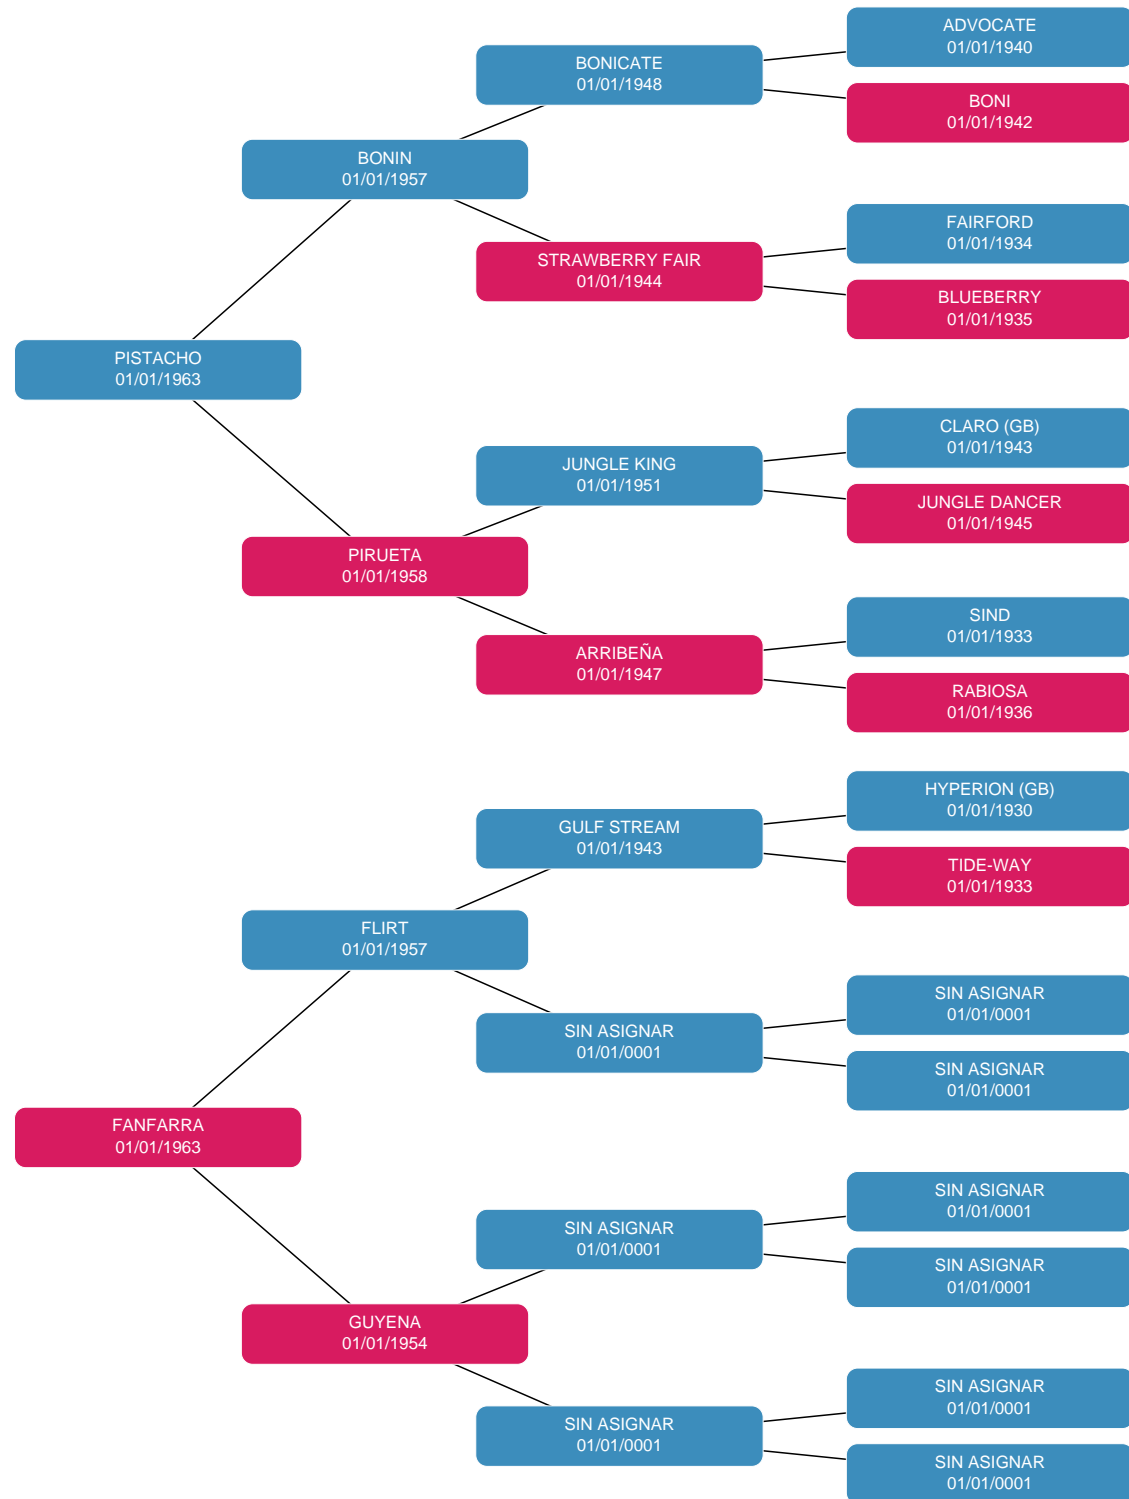 ADVOCATE
01/01/1940
BONICATE
01/01/1948
BONI
01/01/1942
BONIN
01/01/1957
FAIRFORD
01/01/1934
STRAWBERRY FAIR
01/01/1944
BLUEBERRY
01/01/1935
PISTACHO
01/01/1963
CLARO (GB)
01/01/1943
JUNGLE KING
01/01/1951
JUNGLE DANCER
01/01/1945
PIRUETA
01/01/1958
SIND
01/01/1933
ARRIBEÑA
01/01/1947
RABIOSA
01/01/1936
HYPERION (GB)
01/01/1930
GULF STREAM
01/01/1943
TIDE-WAY
01/01/1933
FLIRT
01/01/1957
SIN ASIGNAR
01/01/0001
SIN ASIGNAR
01/01/0001
SIN ASIGNAR
01/01/0001
FANFARRA
01/01/1963
SIN ASIGNAR
01/01/0001
SIN ASIGNAR
01/01/0001
SIN ASIGNAR
01/01/0001
GUYENA
01/01/1954
SIN ASIGNAR
01/01/0001
SIN ASIGNAR
01/01/0001
SIN ASIGNAR
01/01/0001